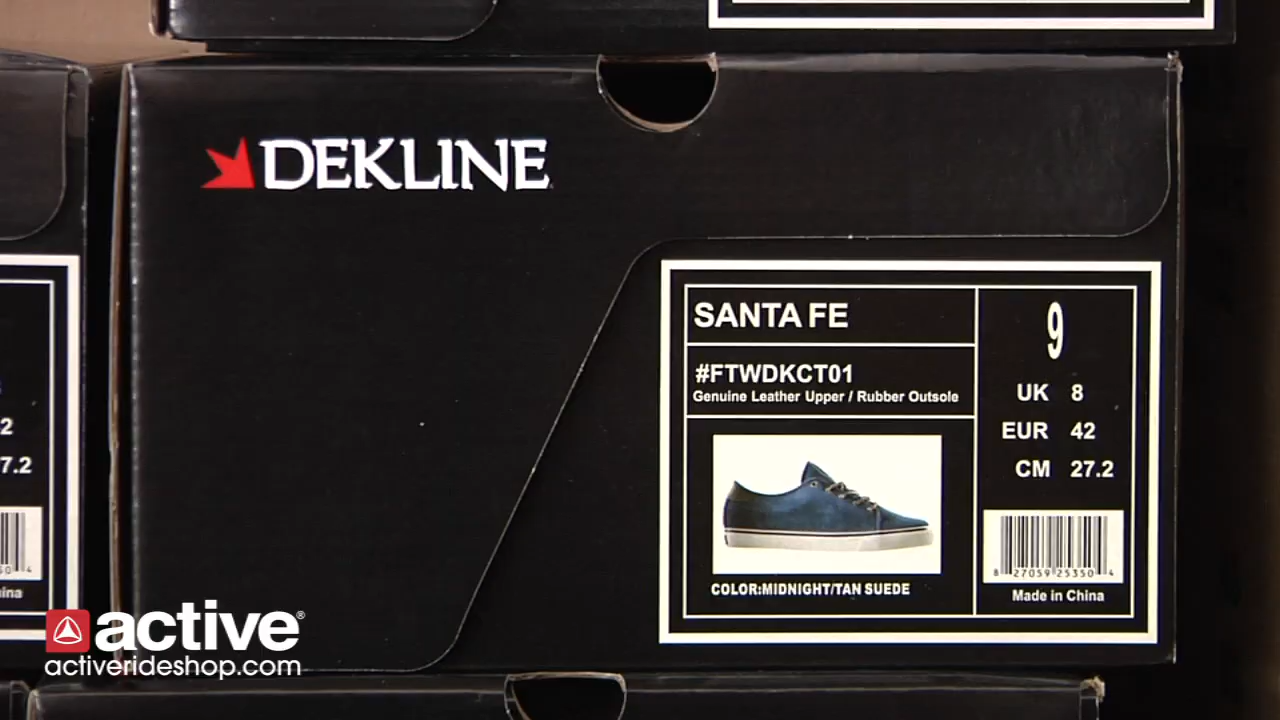 DEKLINE
SANTA FE
9
#FTWDKCT01
Genuine Leather Upper / Rubber Outsole
UK 8
EUR 42
CM 27.2
COLOR:MIDNIGHT/TAN SUEDE
8 27059 25350 4
Made in China
2
7.2
active®
activerideshop.com